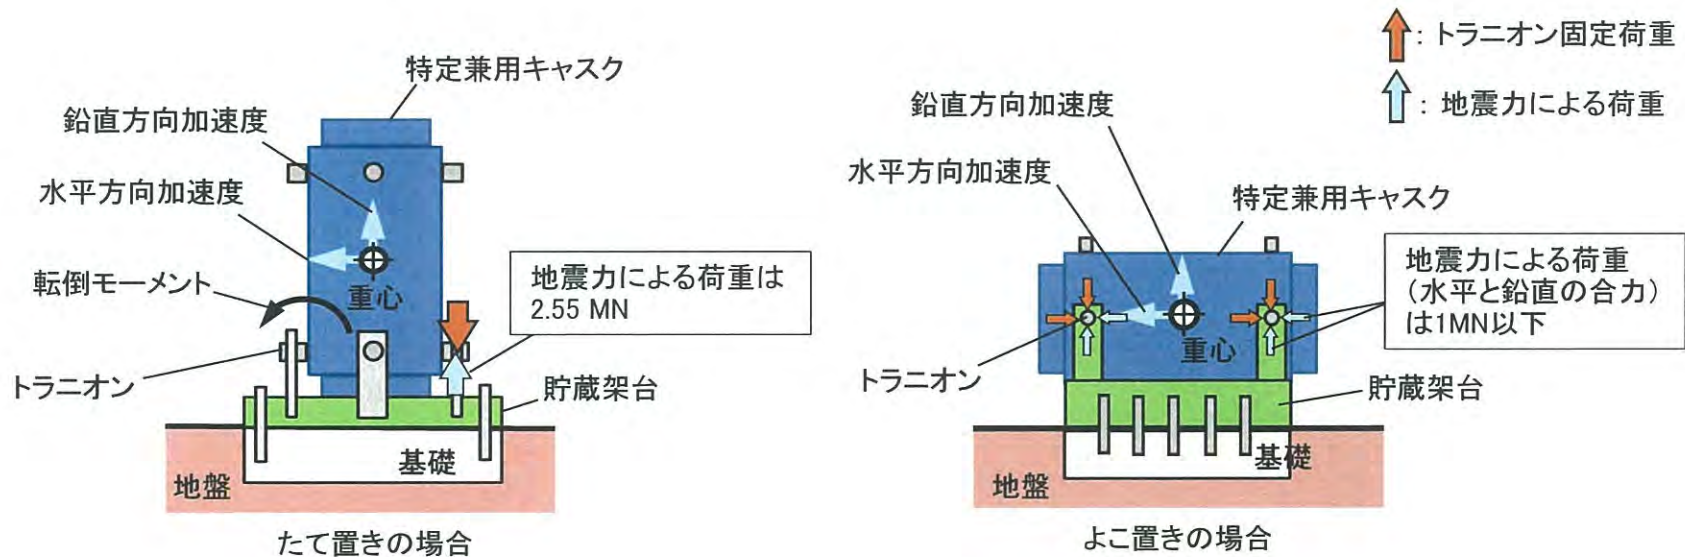 特定兼用キャスク
鉛直方向加速度
水平方向加速度
転倒モーメント
重心
地震力による荷重は
2.55 MN
トラニオン
貯蔵架台
基礎
地盤
たて置きの場合
：トラニオン固定荷重
：地震力による荷重
鉛直方向加速度
水平方向加速度
特定兼用キャスク
地震力による荷重
（水平と鉛直の合力）
は1MN以下
重心
トラニオン
貯蔵架台
基礎
地盤
よこ置きの場合